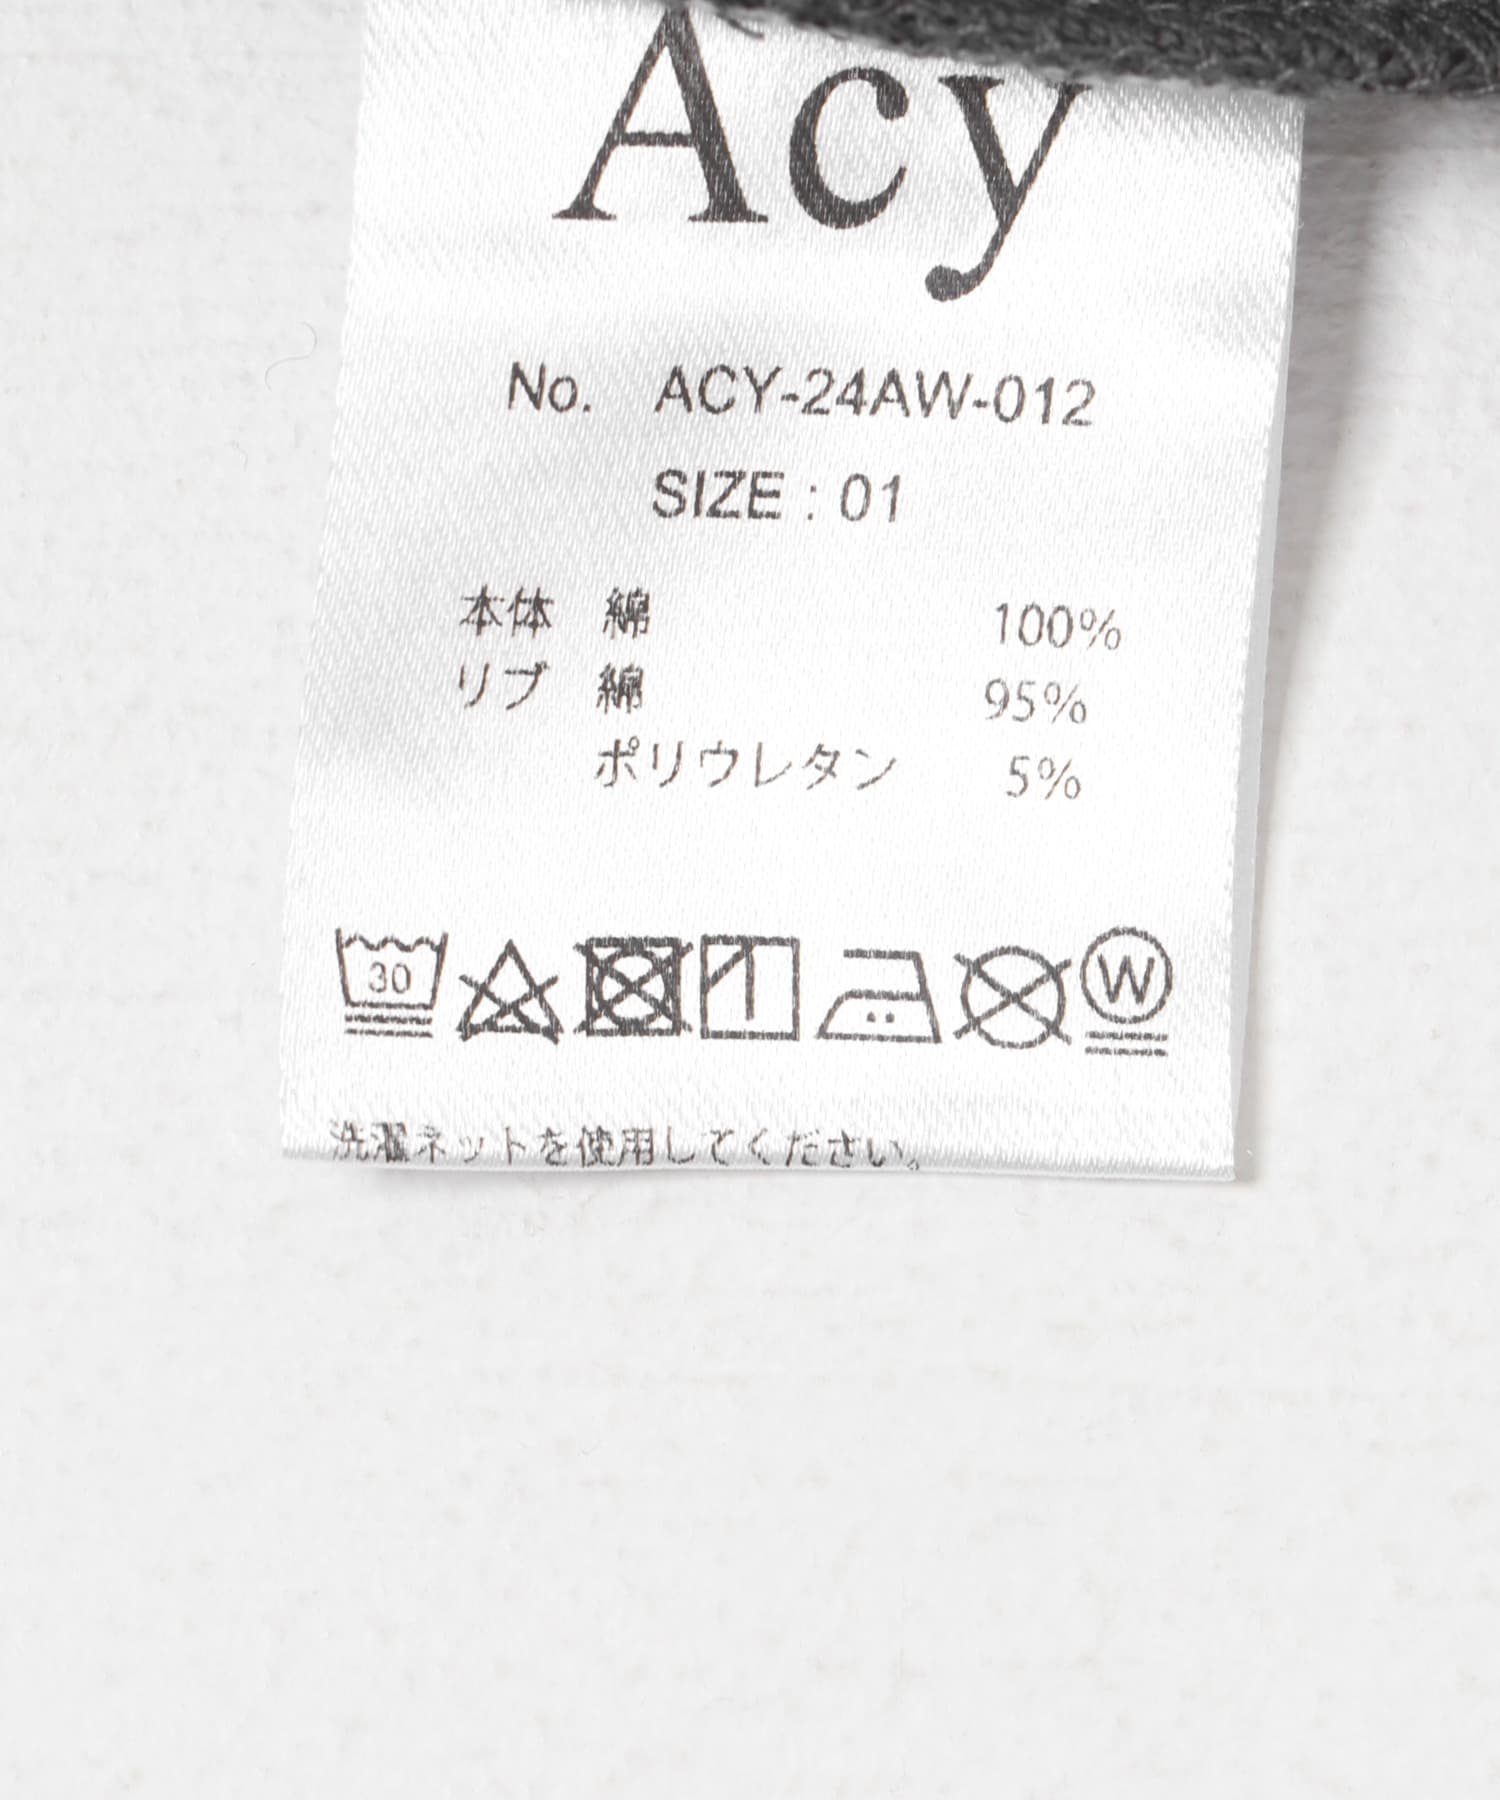 Acy
No. ACY-24AW-012
SIZE : 01
本体 綿 100%
リブ 綿 95%
ポリウレタン 5%
30 W
洗濯ネットを使用してください。